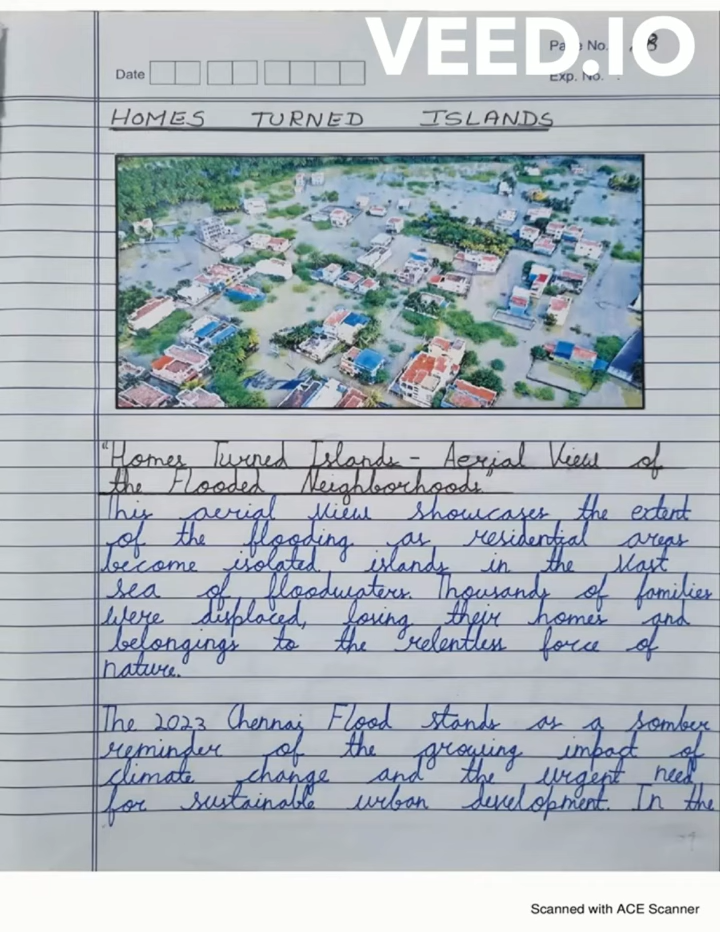 VEED.IO
Page No.
Date
Exp. No.
HOMES TURNED ISLANDS
"Homes Turned Islands - Aerial View of
the Flooded Neighborhoods"
This aerial view showcases the extent
of the flooding as residential areas
become isolated islands in the vast
sea of floodwaters. Thousands of families
were displaced, losing their homes and
belongings to the relentless force of
nature.
The 2023 Chennai Flood stands as a somber
reminder of the growing impact of
climate change and the urgent need
for sustainable urban development. In the
Scanned with ACE Scanner